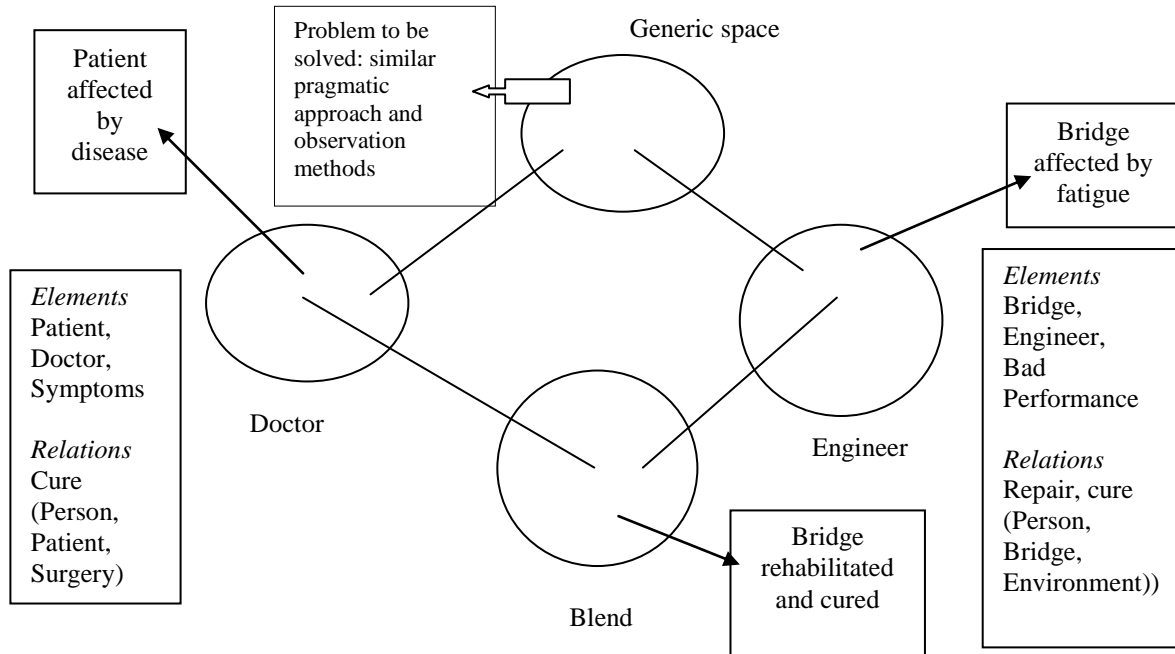 Generic space
Patient
affected
by
disease
Problem to be
solved: similar
pragmatic
approach and
observation
methods
Bridge
affected by
fatigue
Elements
Patient,
Doctor,
Symptoms
Relations
Cure
(Person,
Patient,
Surgery)
Doctor
Engineer
Elements
Bridge,
Engineer,
Bad
Performance
Relations
Repair, cure
(Person,
Bridge,
Environment))
Blend
Bridge
rehabilitated
and cured